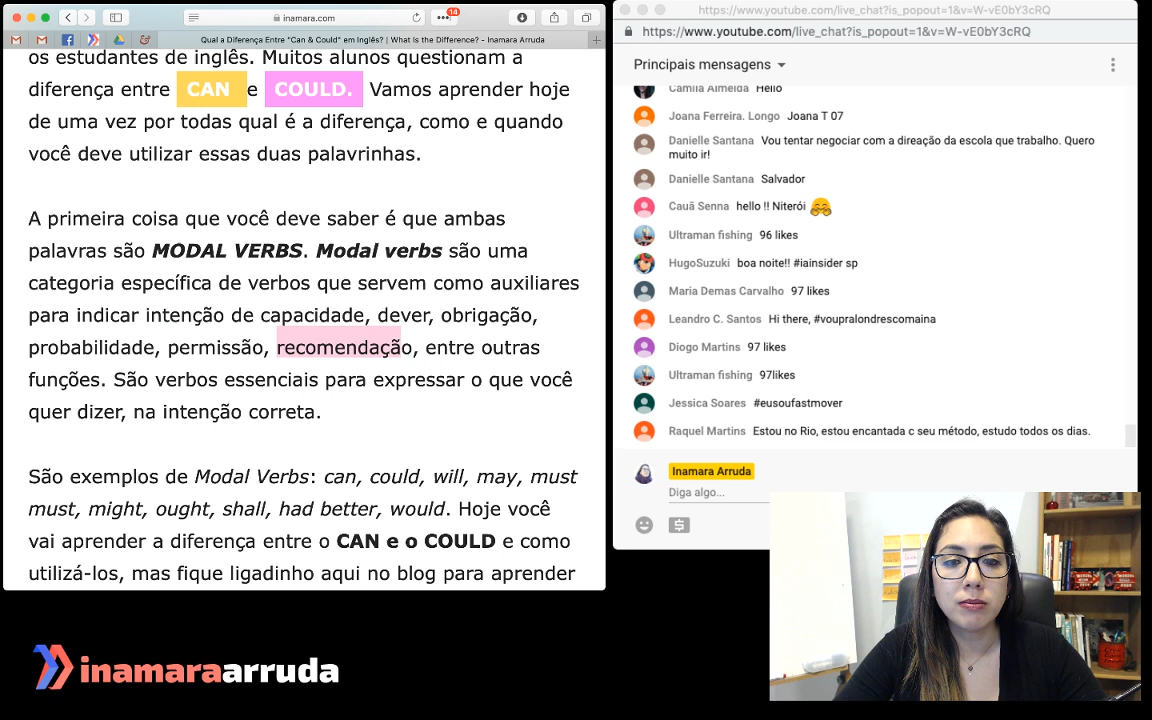 inamara.com
14
Qual a Diferença Entre "Can & Could" em Inglês? | What Is the Difference? - Inamara Arruda
os estudantes de inglês. Muitos alunos questionam a
diferença entre CAN e COULD. Vamos aprender hoje
de uma vez por todas qual é a diferença, como e quando
você deve utilizar essas duas palavrinhas.
A primeira coisa que você deve saber é que ambas
palavras são MODAL VERBS. Modal verbs são uma
categoria específica de verbos que servem como auxiliares
para indicar intenção de capacidade, dever, obrigação,
probabilidade, permissão, recomendação, entre outras
funções. São verbos essenciais para expressar o que você
quer dizer, na intenção correta.
São exemplos de Modal Verbs: can, could, will, may, must
must, might, ought, shall, had better, would. Hoje você
vai aprender a diferença entre o CAN e o COULD e como
utilizá-los, mas fique ligadinho aqui no blog para aprender
inamaraarruda
https://www.youtube.com/live_chat?is_popout=1&v=W-vE0bY3cRQ
https://www.youtube.com/live_chat?is_popout=1&v=W-vE0bY3cRQ
Principais mensagens
Camila Almeida Hello
Joana Ferreira. Longo Joana T 07
Danielle Santana Vou tentar negociar com a direação da escola que trabalho. Quero
muito ir!
Danielle Santana Salvador
Cauã Senna hello !! Niterói 🤗
Ultraman fishing 96 likes
HugoSuzuki boa noite!! #iainsider sp
Maria Demas Carvalho 97 likes
Leandro C. Santos Hi there, #voupralondrescomaina
Diogo Martins 97 likes
Ultraman fishing 97likes
Jessica Soares #eusoufastmover
Raquel Martins Estou no Rio, estou encantada c seu método, estudo todos os dias.
Inamara Arruda
Diga algo...